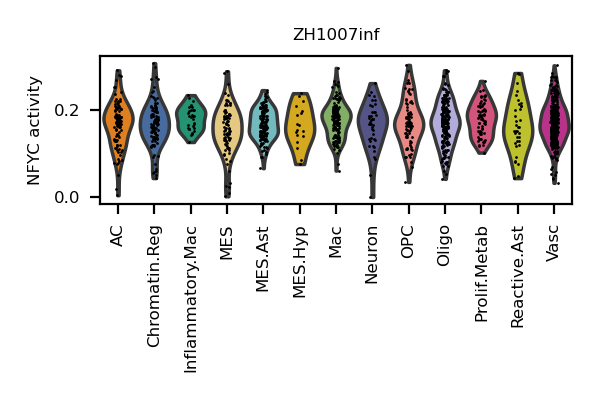 ZH1007inf
NFYC activity
0.2
0.0
AC
Chromatin.Reg
Inflammatory.Mac
MES
MES.Ast
MES.Hyp
Mac
Neuron
OPC
Oligo
Prolif.Metab
Reactive.Ast
Vasc